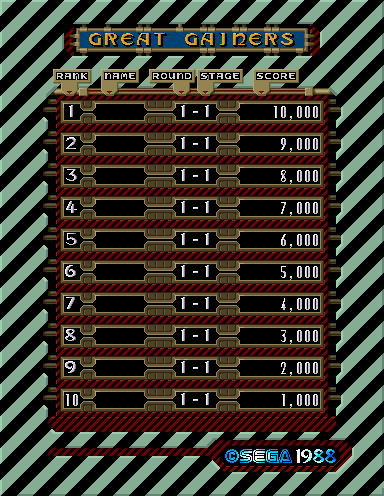 GREAT GAINERS
RANK NAME ROUND STAGE SCORE
1 1-1 10,000
2 1-1 9,000
3 1-1 8,000
4 1-1 7,000
5 1-1 6,000
6 1-1 5,000
7 1-1 4,000
8 1-1 3,000
9 1-1 2,000
10 1-1 1,000
©SEGA 1988